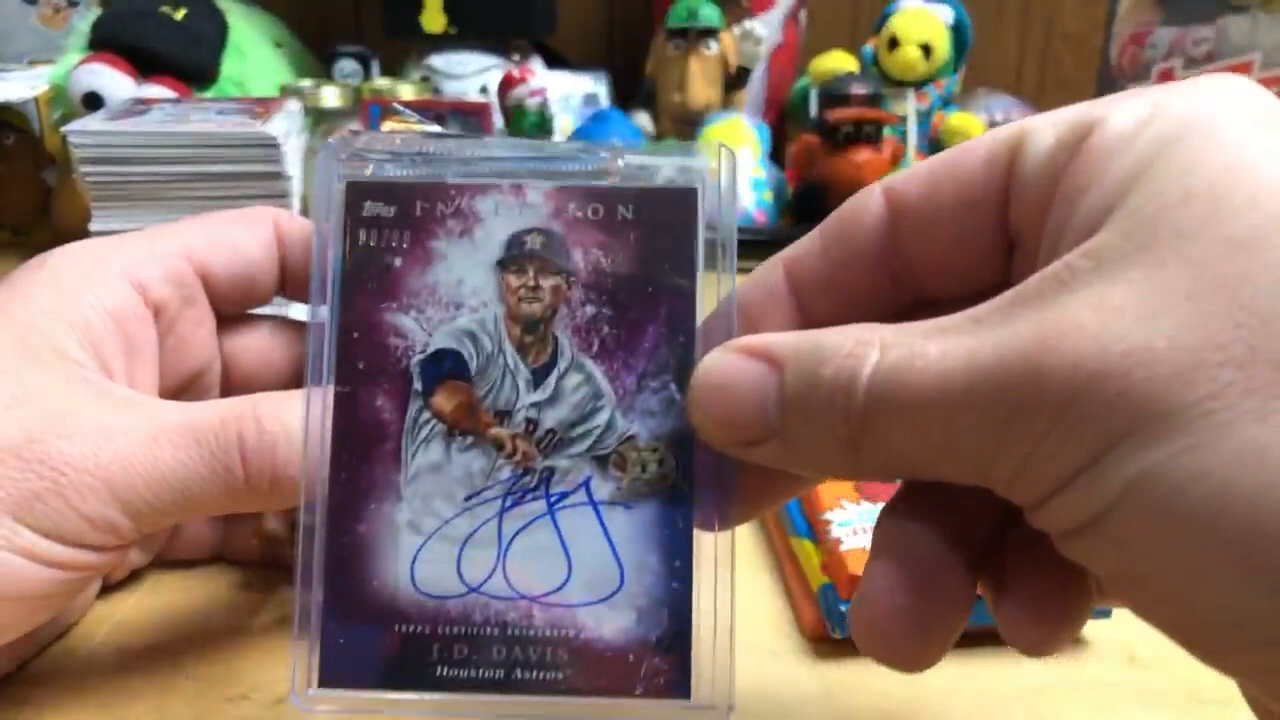 Topps INCEPTION
TOPPS CERTIFIED AUTOGRAPH
J.D. DAVIS
Houston Astros